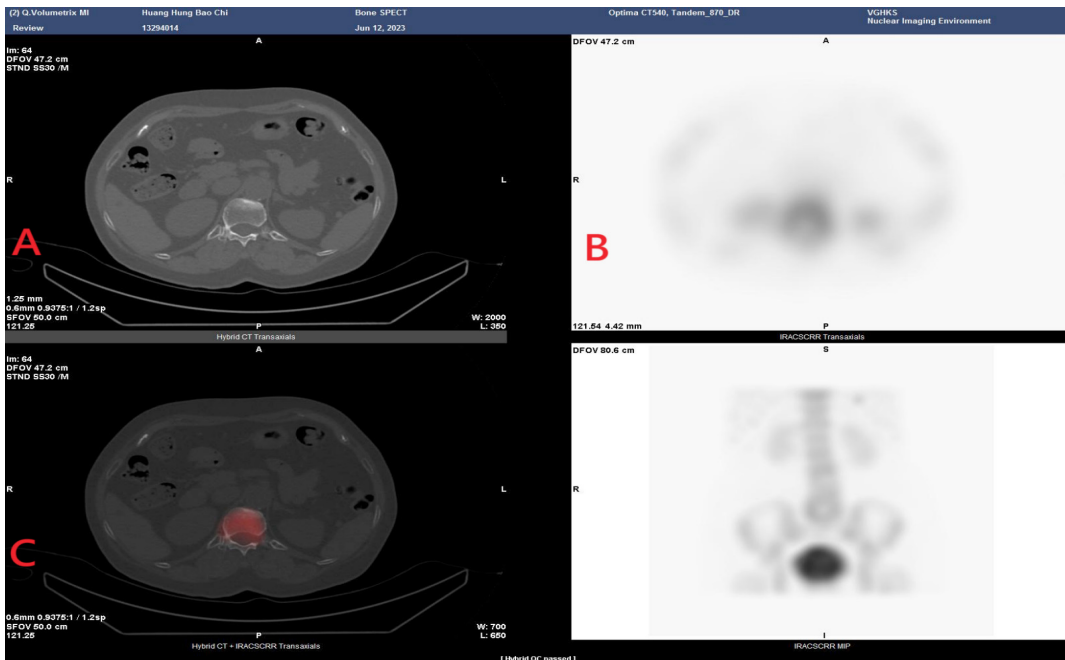 (2) Q.Volumetrix MI Huang Hung Bao Chi Bone SPECT Optima CT540, Tandem_870_DR VGHKS
Nuclear Imaging Environment
Review 13294014 Jun 12, 2023
Im: 64
DFOV 47.2 cm
STND SS30 /M
A
R
L
A
1.25 mm
0.6mm 0.9375:1 / 1.2sp
SFOV 50.0 cm
121.25
P
W: 2000
L: 350
Hybrid CT Transaxials
DFOV 47.2 cm
A
R
B
121.54 4.42 mm
P
IRACSCRR Transaxials
Im: 64
DFOV 47.2 cm
STND SS30 /M
A
R
L
C
0.6mm 0.9375:1 / 1.2sp
SFOV 50.0 cm
121.25
P
W: 700
L: 650
Hybrid CT + IRACSCRR Transaxials
DFOV 80.6 cm
S
R
I
IRACSCRR MIP
[ Hybrid QC passed ]